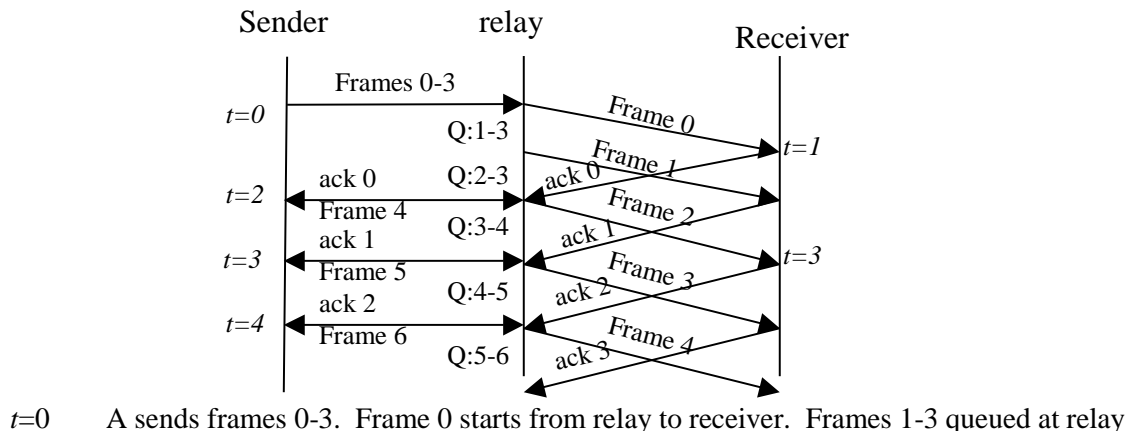 Sender relay Receiver
Frames 0-3
Frame 0
t=0
Q:1-3
t=1
Frame 1
ack 0
Q:2-3
ack 0
t=2
Frame 4
Frame 2
Q:3-4
ack 1
ack 1
t=3
t=3
Frame 5
Frame 3
Q:4-5
ack 2
ack 2
t=4
Frame 6
Frame 4
Q:5-6
ack 3
t=0 A sends frames 0-3. Frame 0 starts from relay to receiver. Frames 1-3 queued at relay